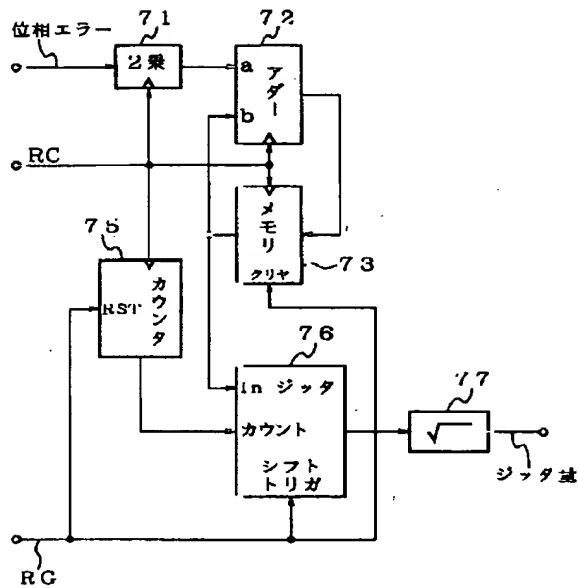 71
72
位相エラー
2乗
a
アダー
b
RC
メモリ
クリヤ
73
75
カウンタ
RST
76
in ジッタ
カウント
シフト
トリガ
77
√
ジッタ量
RG